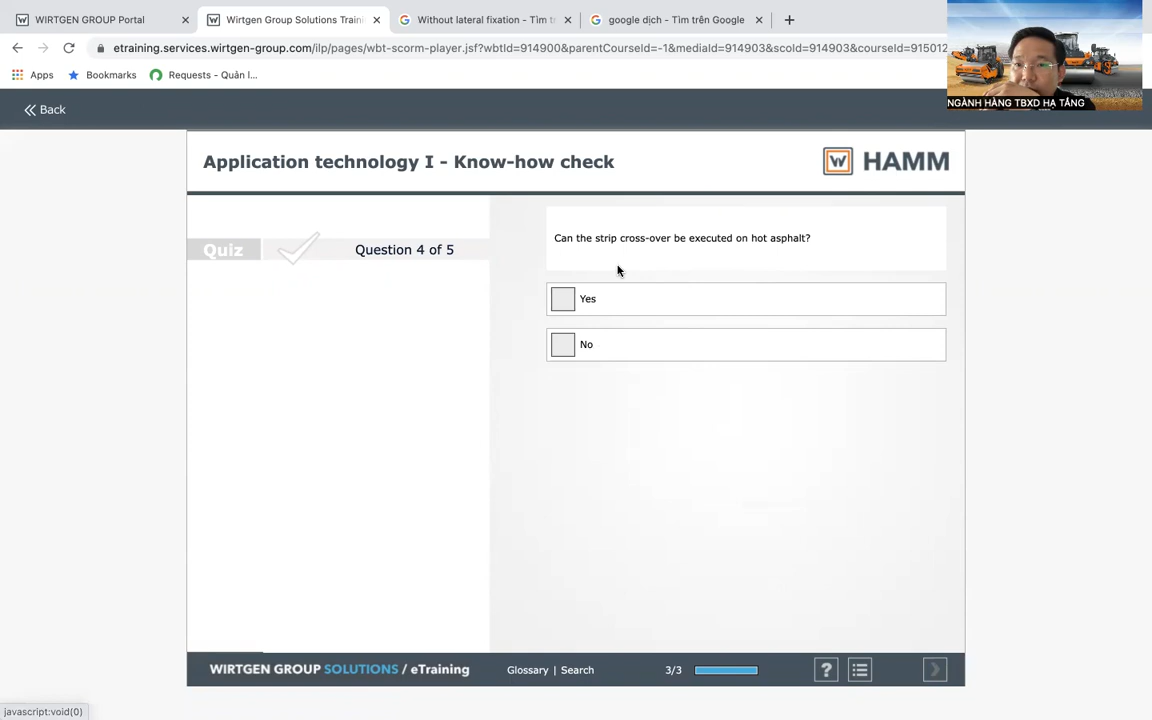 WIRTGEN GROUP Portal
Wirtgen Group Solutions Traini
Without lateral fixation - Tìm tr
google dịch - Tìm trên Google
etraining.services.wirtgen-group.com/ilp/pages/wbt-scorm-player.jsf?wbtId=914900&parentCourseId=-1&mediaId=914903&scoId=914903&courseId=915012
Apps
Bookmarks
Requests - Quản l...
NGÀNH HÀNG TBXD HẠ TẦNG
Back
Application technology I - Know-how check
HAMM
Quiz
Question 4 of 5
Can the strip cross-over be executed on hot asphalt?
Yes
No
WIRTGEN GROUP SOLUTIONS / eTraining
Glossary | Search
3/3
?
javascript:void(0)